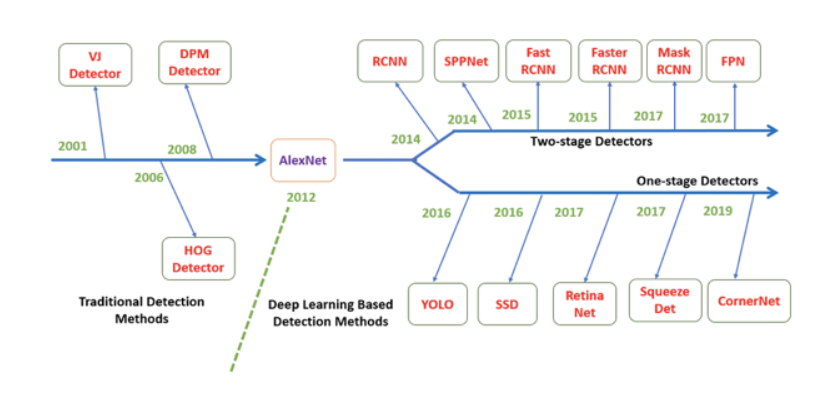 VJ
Detector
DPM
Detector
2001
2008
2006
HOG
Detector
Traditional Detection
Methods
AlexNet
2012
Deep Learning Based
Detection Methods
RCNN
SPPNet
Fast
RCNN
Faster
RCNN
Mask
RCNN
FPN
2014
2014
2015
2015
2017
2017
Two-stage Detectors
One-stage Detectors
2016
2016
2017
2017
2019
YOLO
SSD
Retina
Net
Squeeze
Det
CornerNet